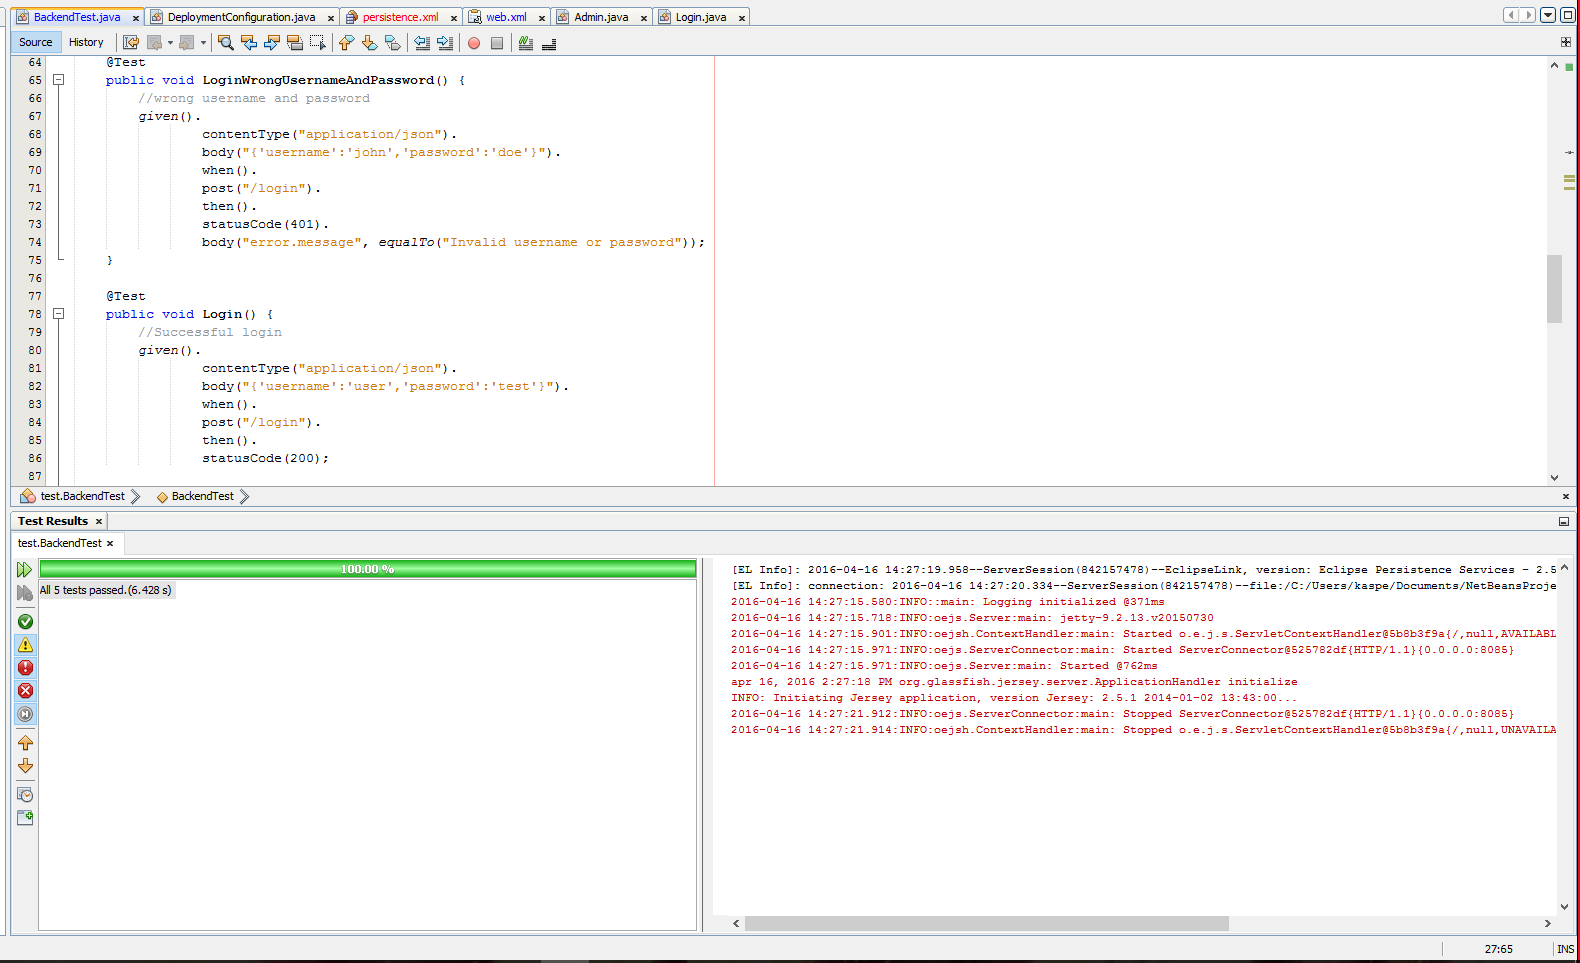 BackendTest.java DeploymentConfiguration.java persistence.xml web.xml Admin.java Login.java
Source History
64 @Test
65 public void LoginWrongUsernameAndPassword() {
66 //wrong username and password
67 given().
68 contentType("application/json").
69 body("{'username':'john','password':'doe'}").
70 when().
71 post("/login").
72 then().
73 statusCode(401).
74 body("error.message", equalTo("Invalid username or password"));
75 }
76
77 @Test
78 public void Login() {
79 //Successful login
80 given().
81 contentType("application/json").
82 body("{'username':'user','password':'test'}").
83 when().
84 post("/login").
85 then().
86 statusCode(200);
87
test.BackendTest BackendTest
Test Results
test.BackendTest
100.00 %
All 5 tests passed.(6.428 s)
[EL Info]: 2016-04-16 14:27:19.958--ServerSession(842157478)--EclipseLink, version: Eclipse Persistence Services - 2.5
[EL Info]: connection: 2016-04-16 14:27:20.334--ServerSession(842157478)--file:/C:/Users/kaspe/Documents/NetBeansProje
2016-04-16 14:27:15.580:INFO::main: Logging initialized @371ms
2016-04-16 14:27:15.718:INFO:oejs.Server:main: jetty-9.2.13.v20150730
2016-04-16 14:27:15.901:INFO:oejsh.ContextHandler:main: Started o.e.j.s.ServletContextHandler@5b8b3f9a{/,null,AVAILABL
2016-04-16 14:27:15.971:INFO:oejs.ServerConnector:main: Started ServerConnector@525782df{HTTP/1.1}{0.0.0.0:8085}
2016-04-16 14:27:15.971:INFO:oejs.Server:main: Started @762ms
apr 16, 2016 2:27:18 PM org.glassfish.jersey.server.ApplicationHandler initialize
INFO: Initiating Jersey application, version Jersey: 2.5.1 2014-01-02 13:43:00...
2016-04-16 14:27:21.912:INFO:oejs.ServerConnector:main: Stopped ServerConnector@525782df{HTTP/1.1}{0.0.0.0:8085}
2016-04-16 14:27:21.914:INFO:oejsh.ContextHandler:main: Stopped o.e.j.s.ServletContextHandler@5b8b3f9a{/,null,UNAVAILA
27:65 INS